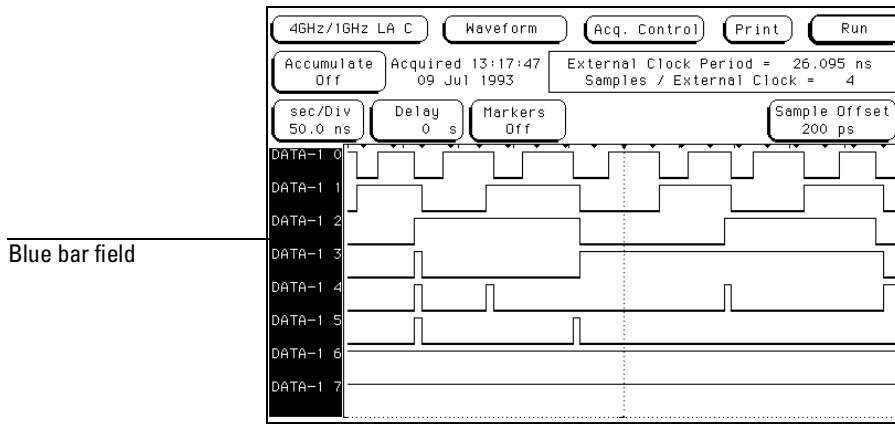 4GHz/1GHz LA C Waveform Acq. Control Print Run
Accumulate Off
Acquired 13:17:47 09 Jul 1993
External Clock Period = 26.095 ns
Samples / External Clock = 4
sec/Div 50.0 ns
Delay 0 s
Markers Off
Sample Offset 200 ps
DATA-1 0
DATA-1 1
DATA-1 2
DATA-1 3
DATA-1 4
DATA-1 5
DATA-1 6
DATA-1 7
Blue bar field